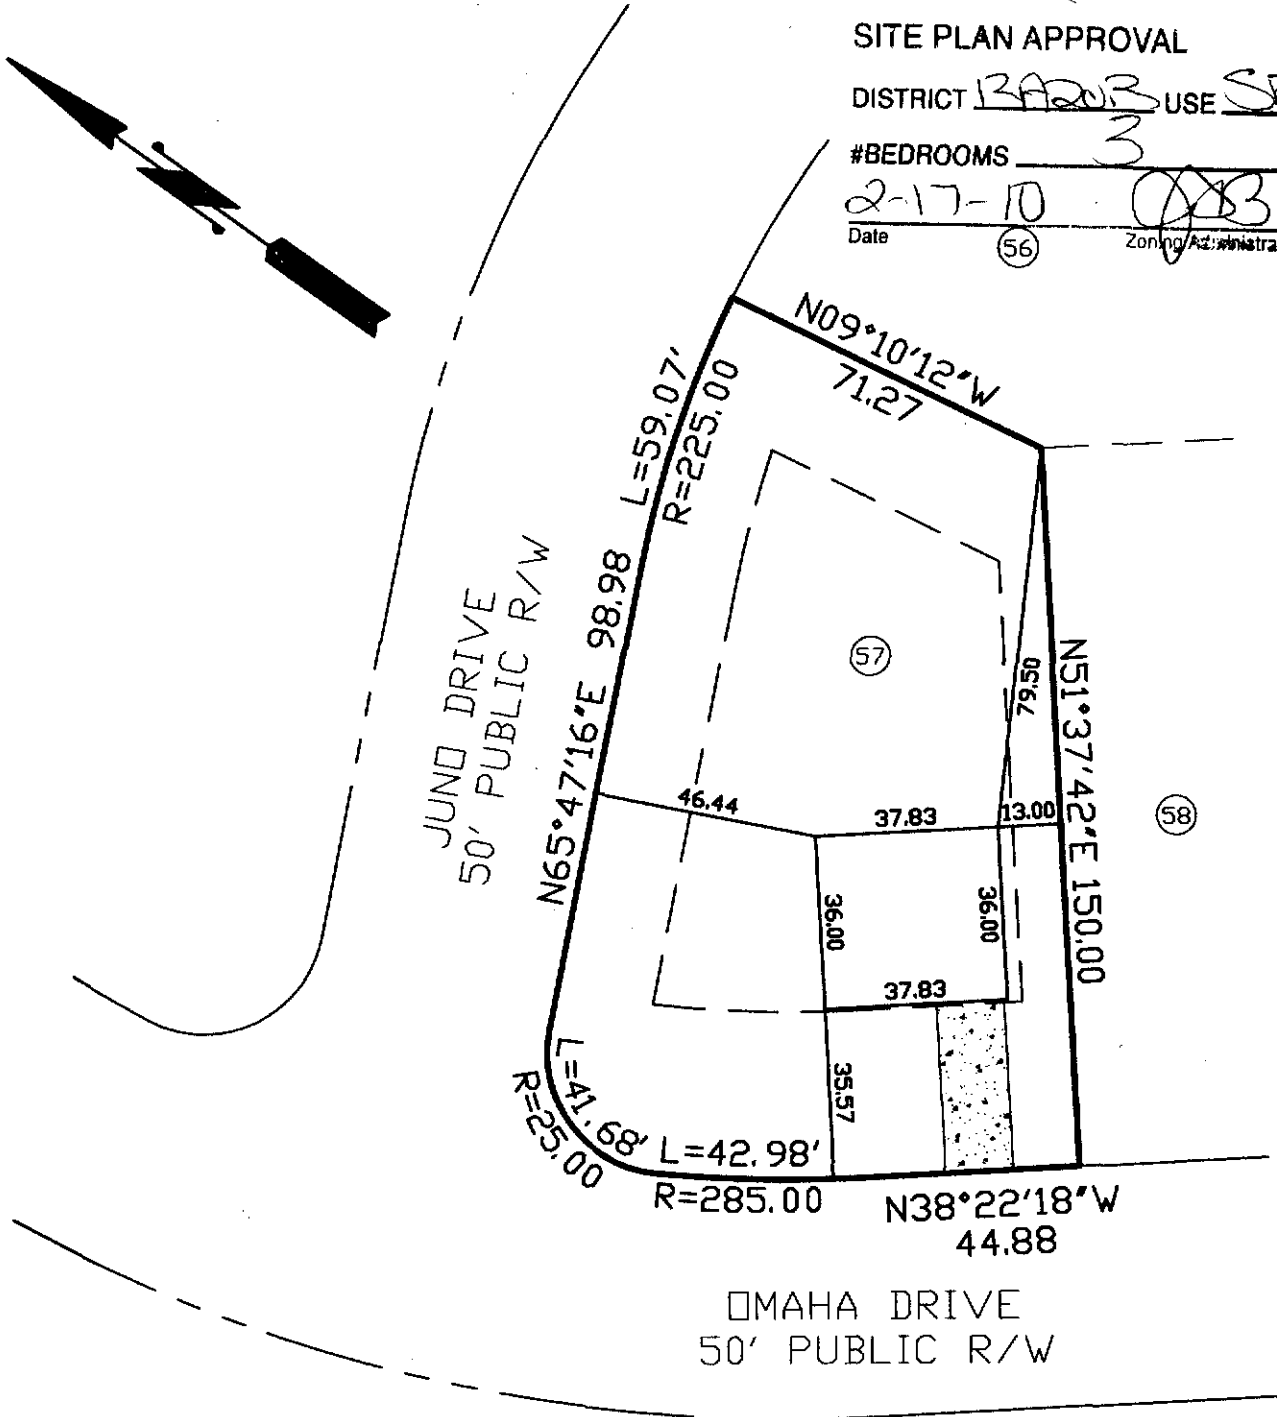 SITE PLAN APPROVAL
DISTRICT RA20R USE
#BEDROOMS 3
2-17-10
Date
56
N09°10'12"W
71.27
L=59.07'
R=225.00
JUNO DRIVE
50' PUBLIC R/W
N65°47'16"E 98.98
57
79.50
N51°37'42"E 150.00
58
46.44
37.83
13.00
36.00
36.00
37.83
35.57
L=41.68'
R=25.00
L=42.98'
R=285.00
N38°22'18"W
44.88
OMAHA DRIVE
50' PUBLIC R/W